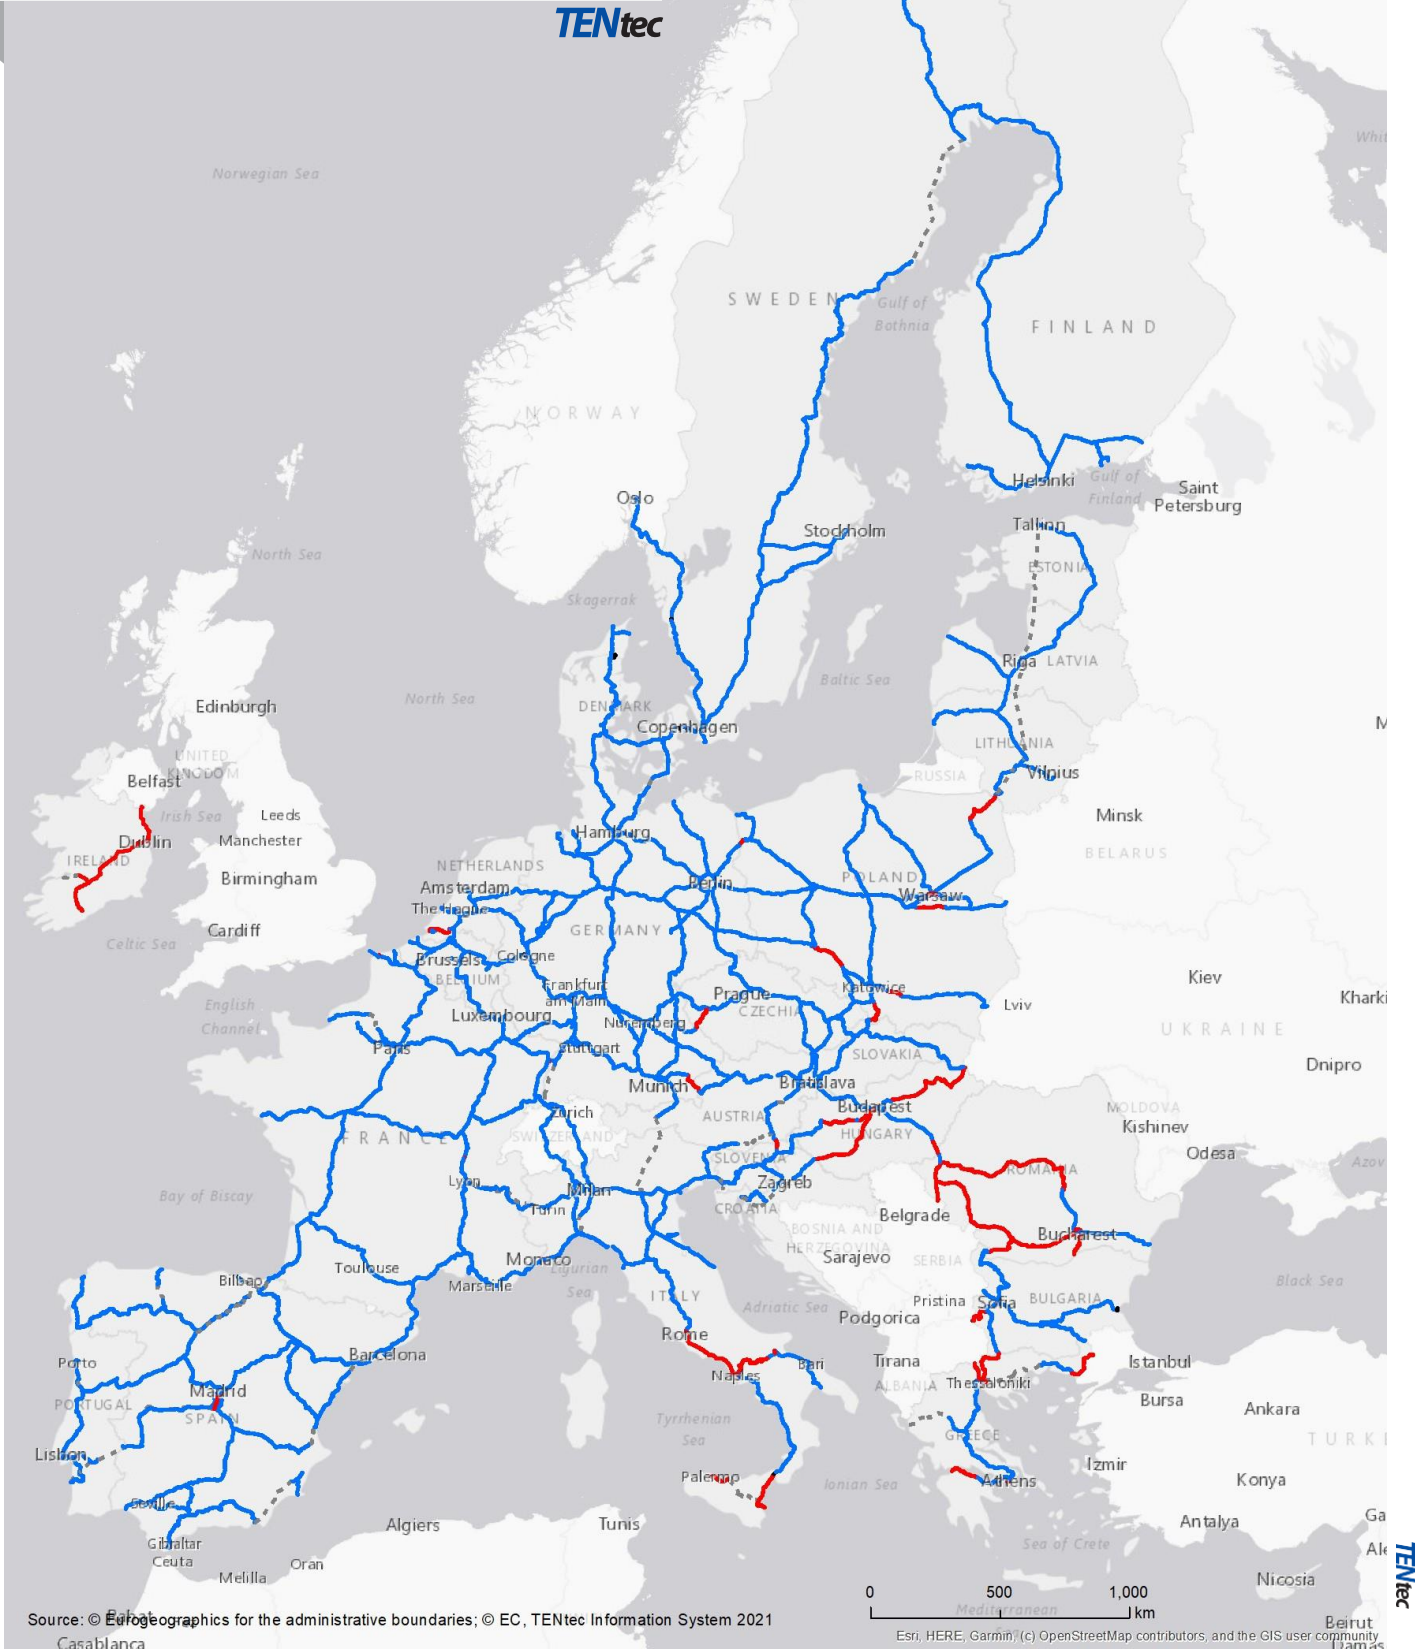 TENtec
Whit
Norwegian Sea
SWEDEN
Gulf of
Bothnia
FINLAND
NORWAY
Oslo
Helsinki
Gulf of
Finland
Saint
Petersburg
Stockholm
Tallinn
North Sea
ESTONIA
Skagerrak
Riga
LATVIA
Baltic Sea
North Sea
Edinburgh
DENMARK
Copenhagen
M
LITHUANIA
UNITED
KINGDOM
RUSSIA
Vilnius
Belfast
Irish Sea
Leeds
Minsk
Dublin
Manchester
Hamburg
IRELAND
BELARUS
NETHERLANDS
Birmingham
Amsterdam
Berlin
POLAND
Warsaw
The Hague
Cardiff
GERMANY
Celtic Sea
Brussels
Cologne
BELGIUM
Frankfurt
am Main
Katowice
Kiev
Prague
Kharki
English
Channel
Lviv
CZECHIA
Luxembourg
Nuremberg
UKRAINE
Paris
Stuttgart
SLOVAKIA
Dnipro
Munich
Bratislava
Budapest
MOLDOVA
Kishinev
Zürich
AUSTRIA
FRANCE
SWITZERLAND
HUNGARY
Odesa
SLOVENIA
Azov
ROMANIA
Lyon
Milan
Zagreb
Bay of Biscay
Turin
CROATIA
Belgrade
BOSNIA AND
HERZEGOVINA
Bucharest
Sarajevo
SERBIA
Monaco
Toulouse
Ligurian
Sea
Bilbao
Marseille
Black Sea
ITALY
Adriatic Sea
Pristina
Sofia
BULGARIA
Podgorica
Rome
Barcelona
Porto
Bari
Tirana
Istanbul
Naples
ALBANIA
Thessaloniki
Madrid
PORTUGAL
SPAIN
Bursa
Ankara
Tyrrhenian
Sea
GREECE
TURKE
Lisbon
Izmir
Palermo
Ionian Sea
Athens
Konya
Seville
Algiers
Tunis
Antalya
Ga
Gibraltar
Ceuta
Sea of Crete
Ale
Oran
Melilla
Nicosia
TENtec
0 500 1,000
km
Mediterranean
Rabat
Source: © Eurogeographics for the administrative boundaries; © EC, TENtec Information System 2021
Beirut
Esri, HERE, Garmin, (c) OpenStreetMap contributors, and the GIS user community
Casablanca
Damas